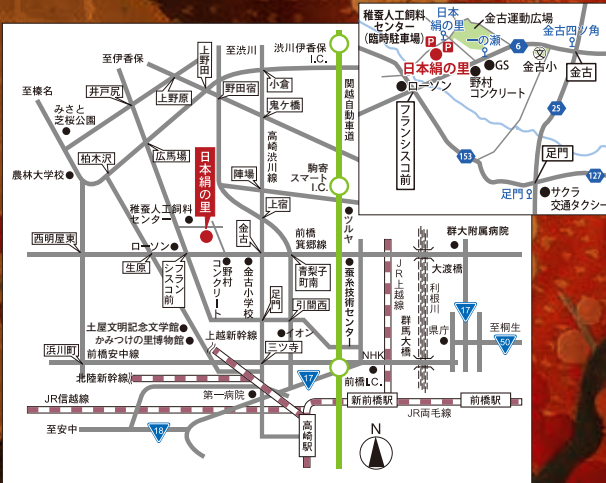 至伊香保
上野田
至渋川
渋川伊香保
I.C.
至榛名
井戸尻
上野原
野田宿
小倉
鬼ケ橋
みさと
芝桜公園
高崎渋川線
関越自動車道
柏木沢
広馬場
日本絹の里
陣場
駒寄
スマート
I.C.
農林大学校
稚蚕人工飼料
センター
上宿
西明屋東
ローソン
金古
前橋
箕郷線
ツルヤ
群大附属病院
生原
フランシスコ前
野村
コンクリート
金古小学校
足門
青梨子
町南
蚕糸技術センター
JR上越線
大渡橋
利根川
引間西
群馬大橋
17
土屋文明記念文学館
かみつけの里博物館
上越新幹線
イオン
県庁
至桐生
50
浜川町
前橋安中線
三ツ寺
北陸新幹線
17
NHK
前橋I.C.
JR信越線
第一病院
新前橋駅
前橋駅
JR両毛線
至安中
18
高崎駅
N
稚蚕人工飼料
センター
(臨時駐車場)
日本
絹の里
金古運動広場
一の瀬
金古四ツ角
P
P
6
日本絹の里
文
金古小
GS
野村
コンクリート
金古
ローソン
フランシスコ前
25
153
足門
127
足門
サクラ
交通タクシー